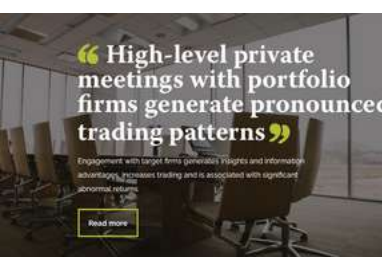 “ High-level private
meetings with portfolio
firms generate pronounced
trading patterns ”
Engagement with target firms generates insights and information
advantages, increases trading and is associated with significant
abnormal returns.
Read more